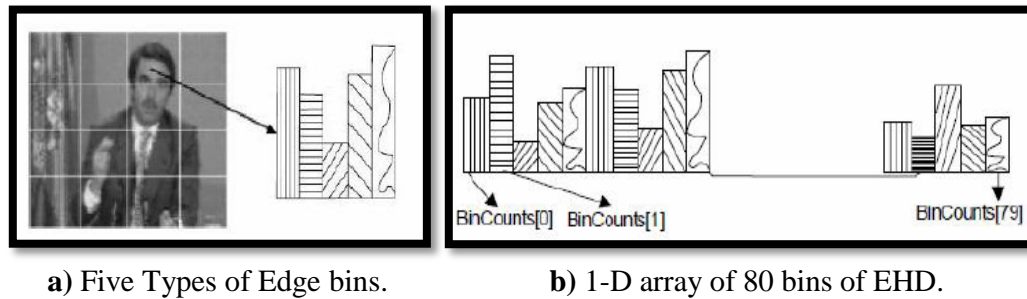 BinCounts[0]
BinCounts[1]
BinCounts[79]
a) Five Types of Edge bins.
b) 1-D array of 80 bins of EHD.